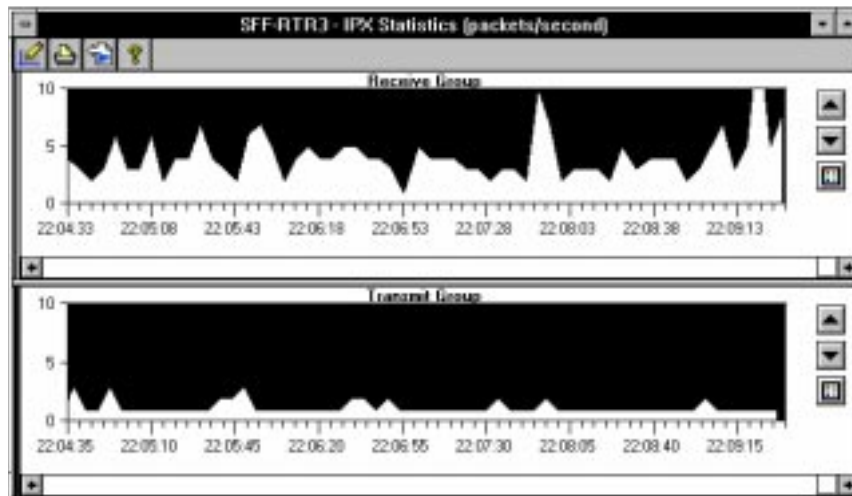 SFF-RTR3 - IPX Statistics (packets/second)
Receive Group
10
5
0
22:04:33 22:05:08 22:05:43 22:06:18 22:06:53 22:07:28 22:08:03 22:08:38 22:09:13
Transmit Group
10
5
0
22:04:35 22:05:10 22:05:45 22:06:20 22:06:55 22:07:30 22:08:05 22:08:40 22:09:15